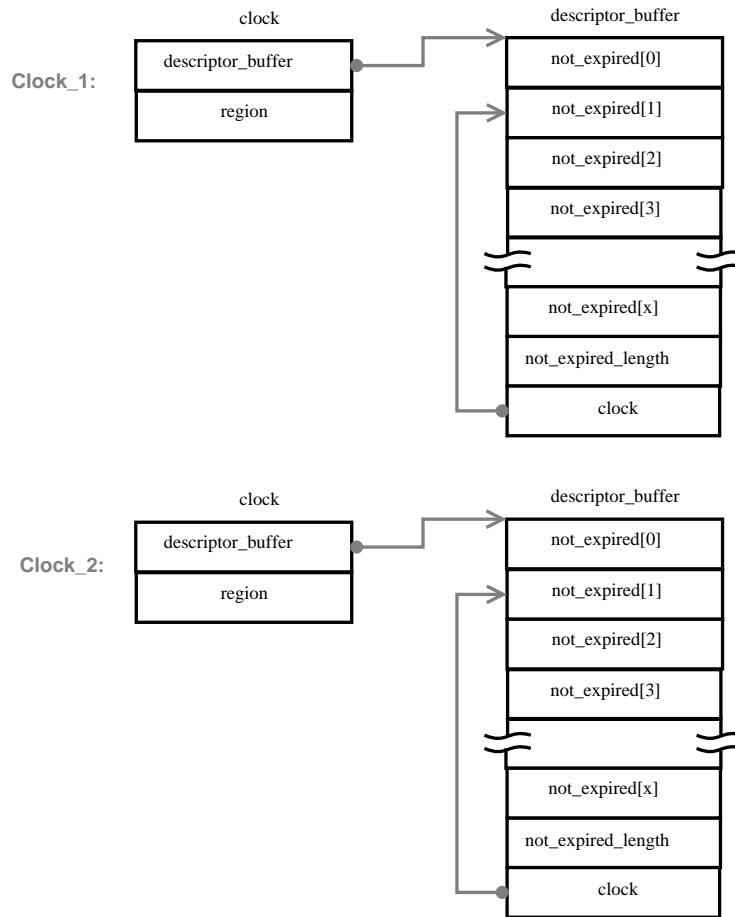 clock
descriptor_buffer
Clock_1:
descriptor_buffer
region
not_expired[0]
not_expired[1]
not_expired[2]
not_expired[3]
not_expired[x]
not_expired_length
clock
clock
descriptor_buffer
Clock_2:
descriptor_buffer
region
not_expired[0]
not_expired[1]
not_expired[2]
not_expired[3]
not_expired[x]
not_expired_length
clock